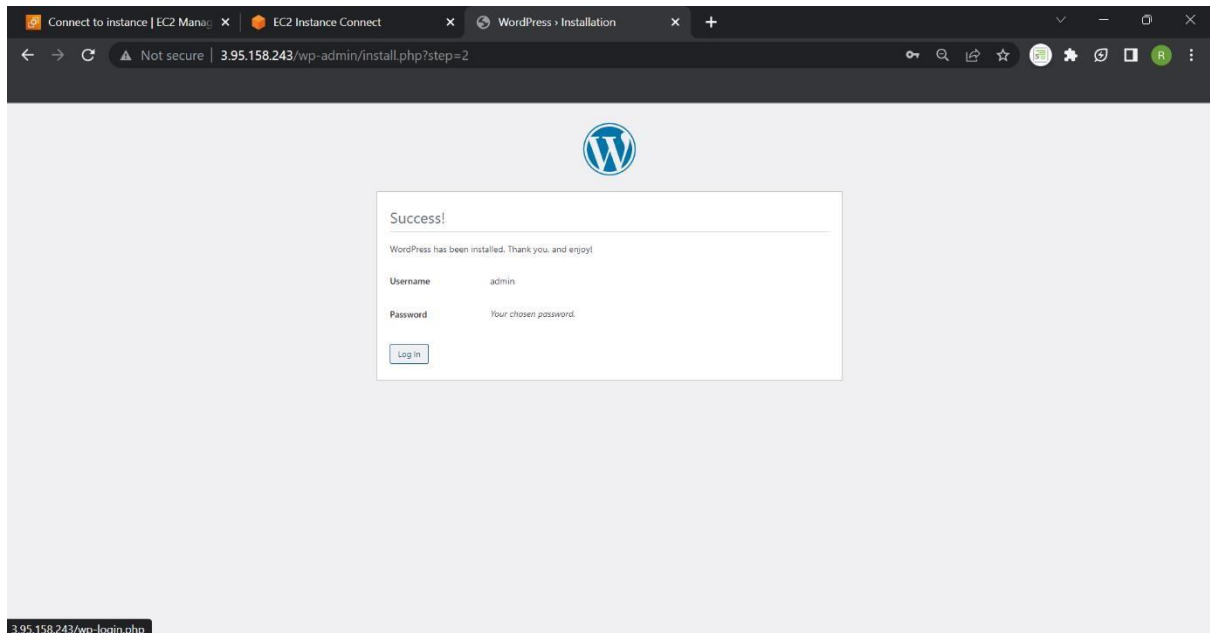 Connect to instance | EC2 Manag
EC2 Instance Connect
WordPress › Installation
Not secure | 3.95.158.243/wp-admin/install.php?step=2
R
Success!
WordPress has been installed. Thank you, and enjoy!
Username admin
Password Your chosen password.
Log In
3.95.158.243/wp-login.php